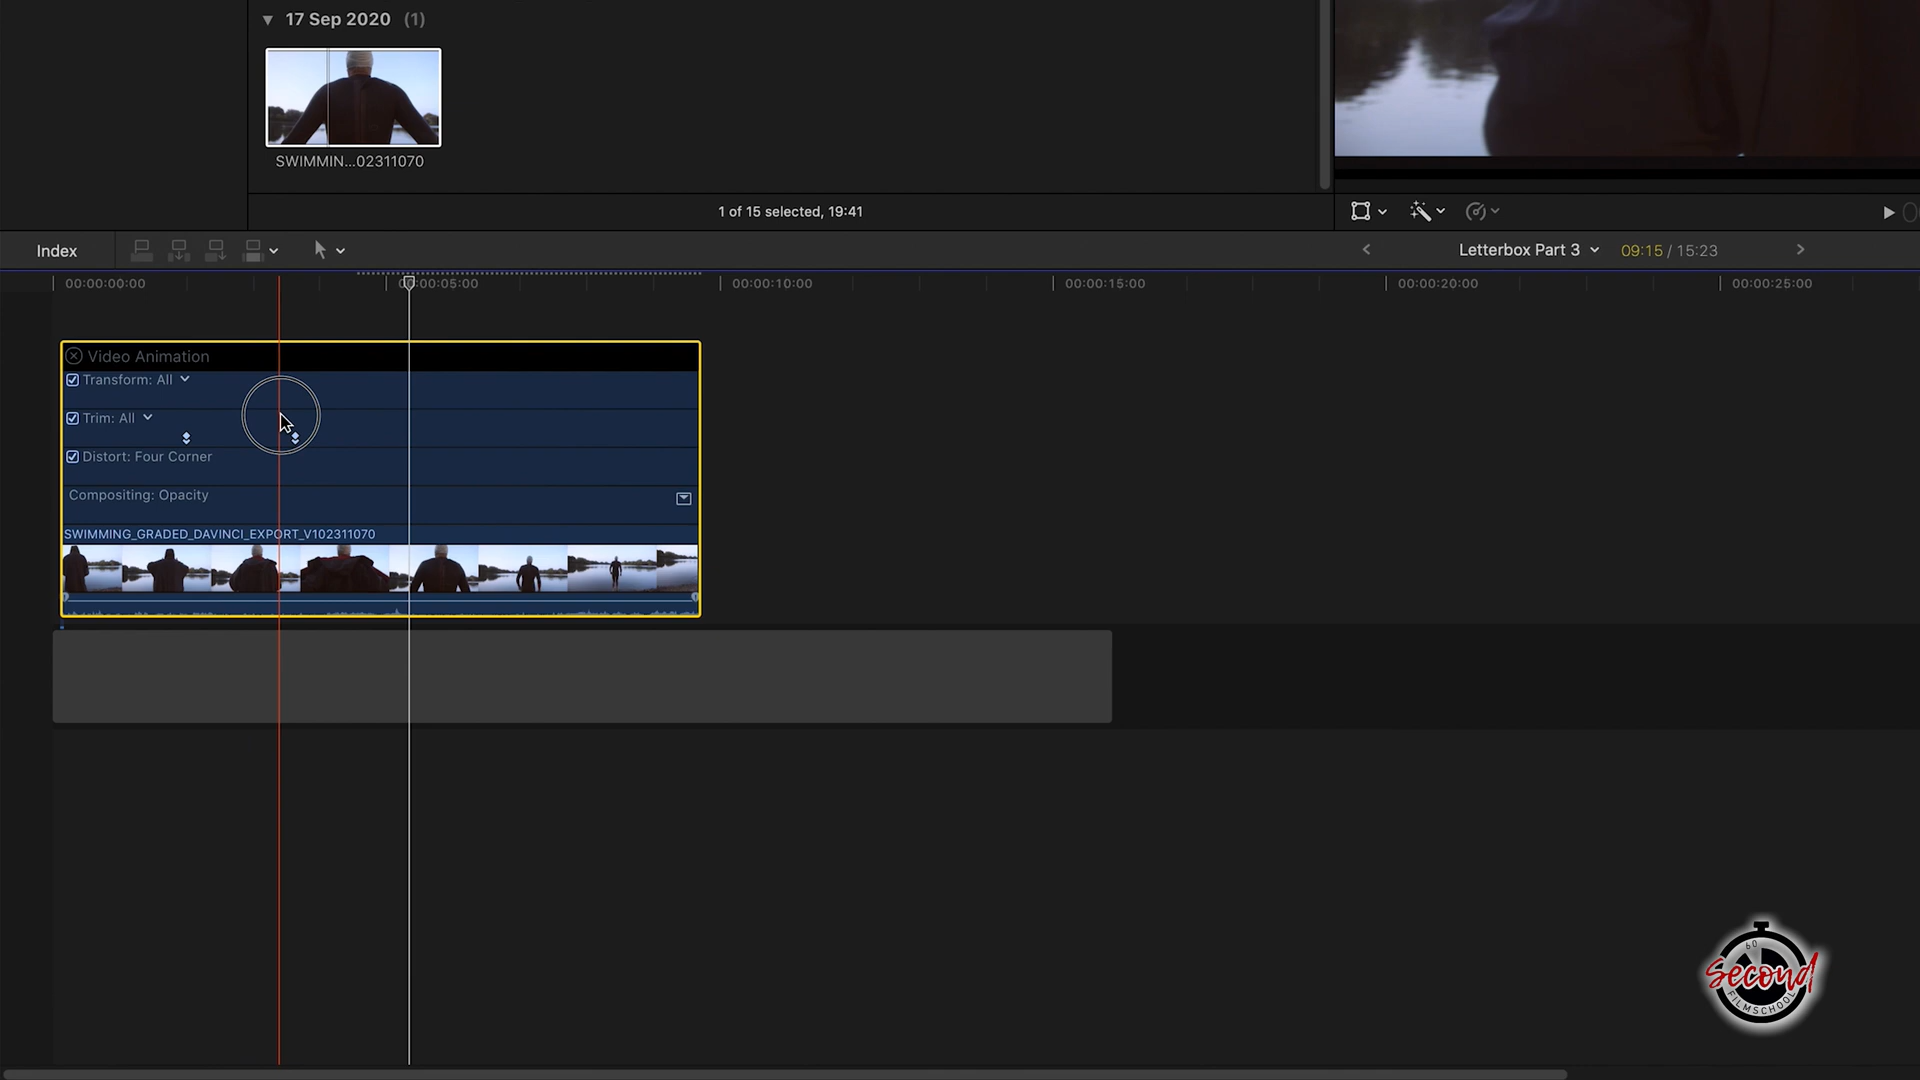 17 Sep 2020 (1)
SWIMMIN...02311070
1 of 15 selected, 19:41
Index
Letterbox Part 3
09:15 / 15:23
00:00:00:00
00:00:05:00
00:00:10:00
00:00:15:00
00:00:20:00
00:00:25:00
Video Animation
Transform: All
Trim: All
Distort: Four Corner
Compositing: Opacity
SWIMMING_GRADED_DAVINCI_EXPORT_V102311070
60
Second
FILMSCHOOL